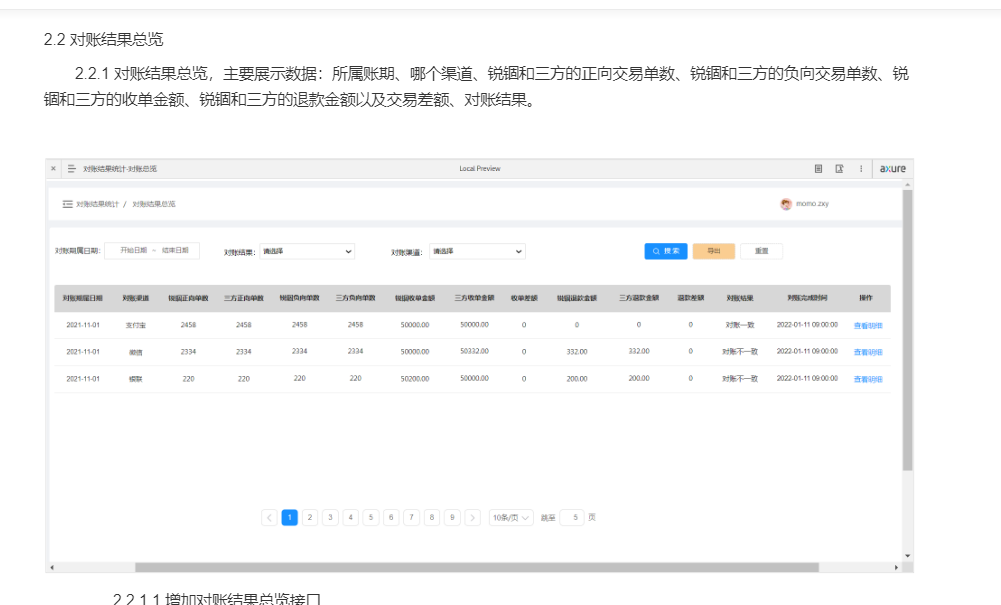 2.2 对账结果总览
2.2.1 对账结果总览，主要展示数据：所属账期、哪个渠道、锐锢和三方的正向交易单数、锐锢和三方的负向交易单数、锐
锢和三方的收单金额、锐锢和三方的退款金额以及交易差额、对账结果。
× 对账结果统计-对账总览 Local Preview axure
对账结果统计 / 对账结果总览 momo.zxy
对账期属日期： 开始日期 ~ 结束日期 对账结果： 请选择 对账渠道： 请选择 搜索 导出 重置
对账期属日期 对账渠道 锐锢正向单数 三方正向单数 锐锢负向单数 三方负向单数 锐锢收单金额 三方收单金额 收单差额 锐锢退款金额 三方退款金额 退款差额 对账结果 对账完成时间 操作
2021-11-01 支付宝 2458 2458 2458 2458 50000.00 50000.00 0 0 0 0 对账一致 2022-01-11 09:00:00 查看明细
2021-11-01 微信 2334 2334 2334 2334 50000.00 50332.00 0 332.00 332.00 0 对账不一致 2022-01-11 09:00:00 查看明细
2021-11-01 银联 220 220 220 220 50200.00 50000.00 0 200.00 200.00 0 对账不一致 2022-01-11 09:00:00 查看明细
< 1 2 3 4 5 6 7 8 9 > 10条/页 跳至 5 页
2.2.1.1 增加对账结果总览接口